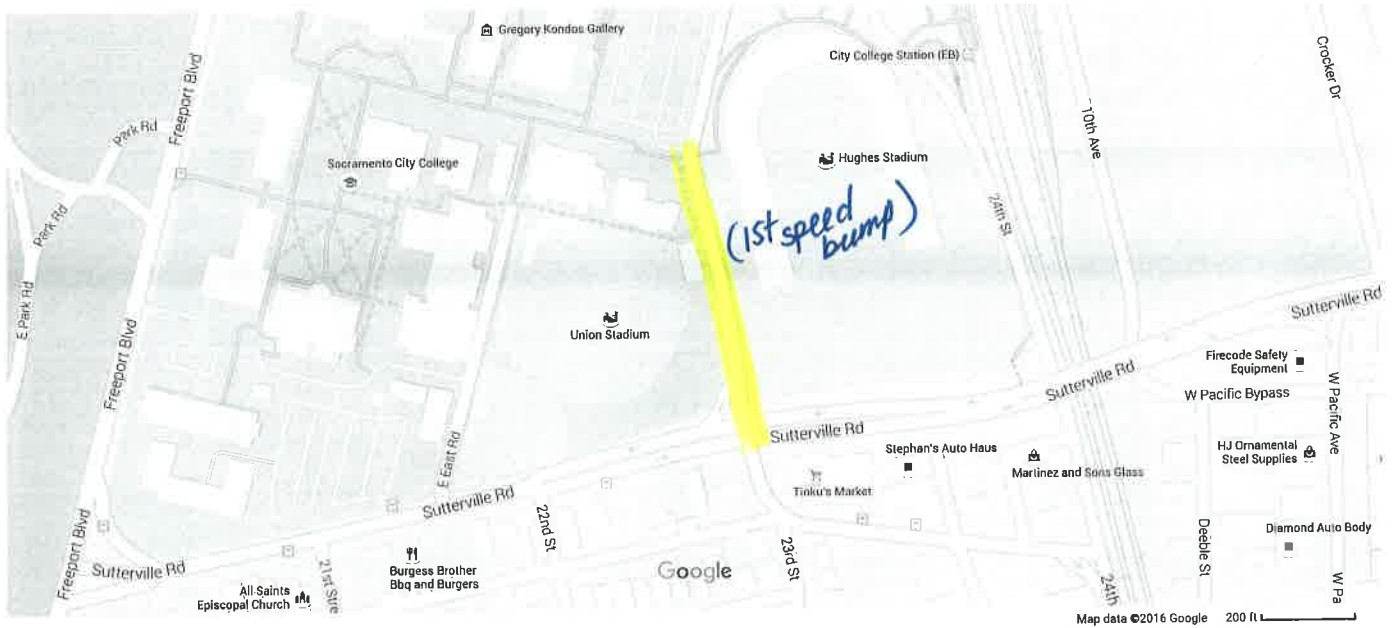 Gregory Kondos Gallery
City College Station (EB)
Crocker Dr
Freeport Blvd
Park Rd
10th Ave
Sacramento City College
Hughes Stadium
Park Rd
(1st speed
bump)
24th St
E Park Rd
Sutterville Rd
Union Stadium
Freeport Blvd
Firecode Safety
Equipment
Sutterville Rd
W Pacific Bypass
W Pacific Ave
Sutterville Rd
E East Rd
Stephan's Auto Haus
HJ Ornamental
Steel Supplies
Martinez and Sons Glass
Tinku's Market
Sutterville Rd
22nd St
Deeble St
Diamond Auto Body
Freeport Blvd
Sutterville Rd
21st Stre
Burgess Brother
Bbq and Burgers
Google
23rd St
24th
W Pa
All Saints
Episcopal Church
Map data ©2016 Google 200 ft